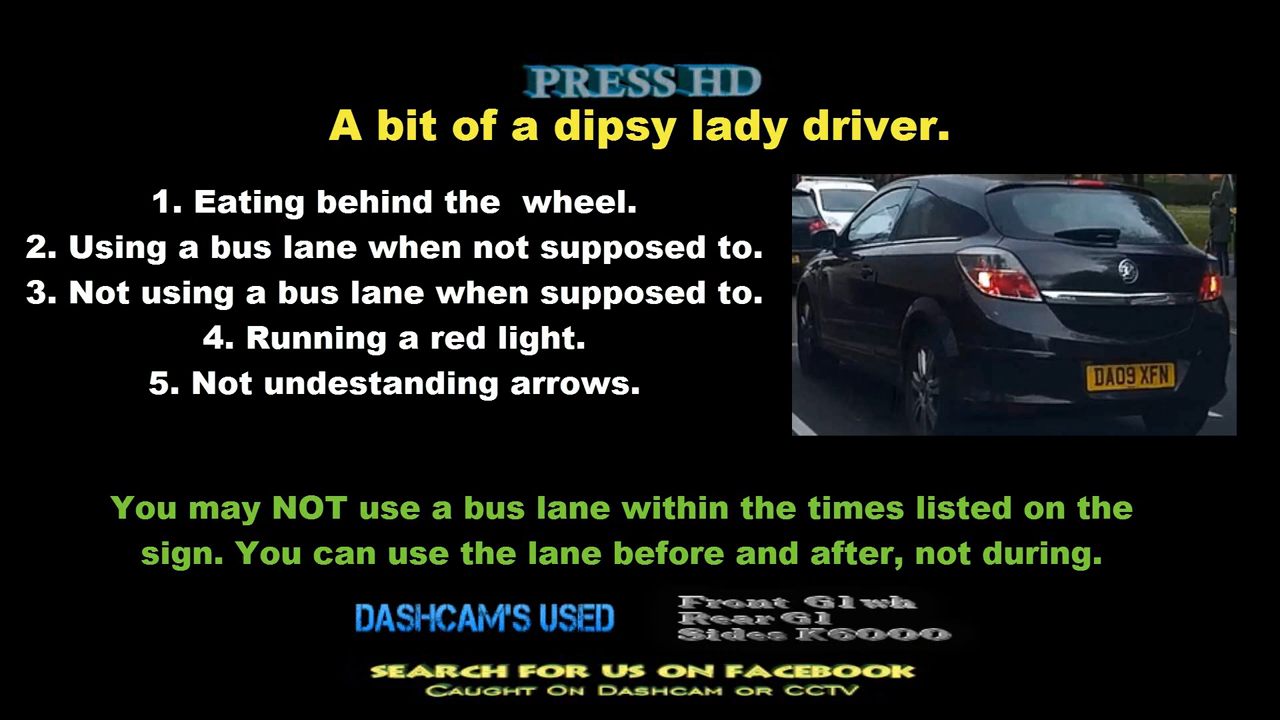 PRESS HD
A bit of a dipsy lady driver.
1. Eating behind the  wheel.
2. Using a bus lane when not supposed to.
3. Not using a bus lane when supposed to.
4. Running a red light.
5. Not undestanding arrows.
DA09 XFN
You may NOT use a bus lane within the times listed on the
sign. You can use the lane before and after, not during.
DASHCAM'S USED
Front G1wh
Rear G1
Sides K6000
SEARCH FOR US ON FACEBOOK
CAUGHT ON DASHCAM OR CCTV